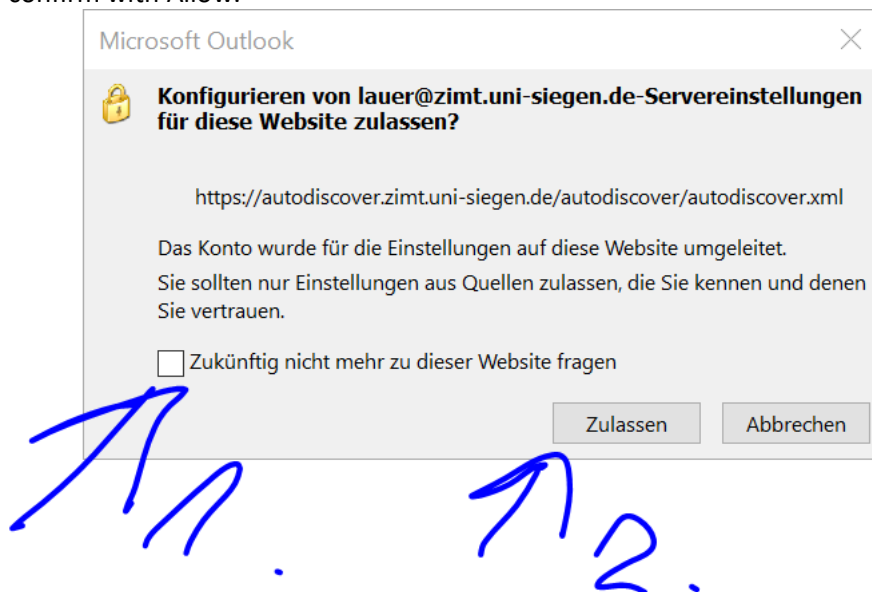 Microsoft Outlook
Konfigurieren von lauer@zimt.uni-siegen.de-Servereinstellungen
für diese Website zulassen?
https://autodiscover.zimt.uni-siegen.de/autodiscover/autodiscover.xml
Das Konto wurde für die Einstellungen auf diese Website umgeleitet.
Sie sollten nur Einstellungen aus Quellen zulassen, die Sie kennen und denen
Sie vertrauen.
Zukünftig nicht mehr zu dieser Website fragen
Zulassen Abbrechen
1. 2.